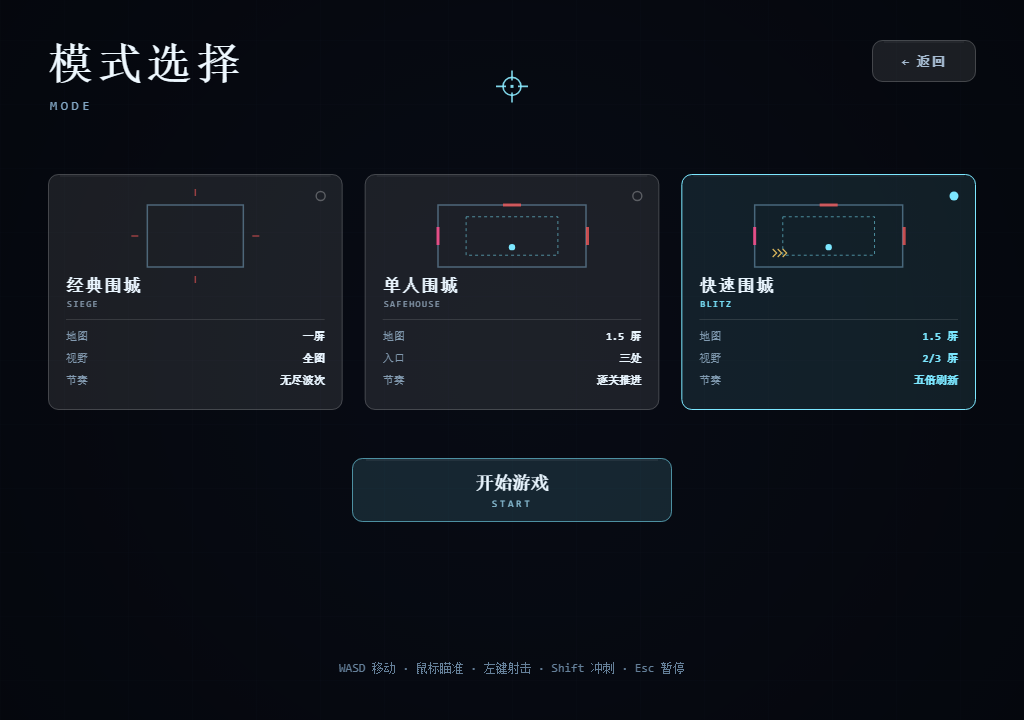 模式选择
MODE
← 返回
经典围城
SIEGE
地图 一屏
视野 全图
节奏 无尽波次
单人围城
SAFEHOUSE
地图 1.5 屏
入口 三处
节奏 逐关推进
快速围城
BLITZ
地图 1.5 屏
视野 2/3 屏
节奏 五倍刷新
开始游戏
START
WASD 移动 · 鼠标瞄准 · 左键射击 · Shift 冲刺 · Esc 暂停